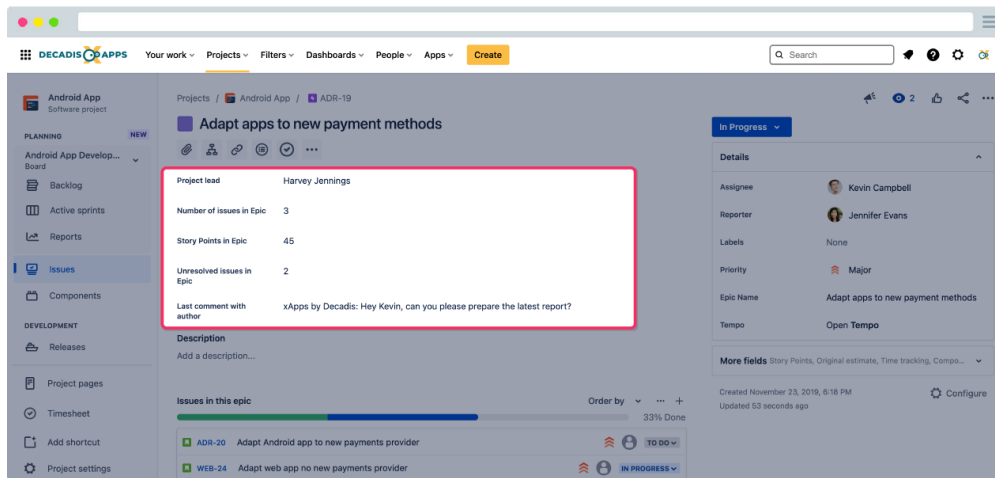 DECADIS APPS
Your work
Projects
Filters
Dashboards
People
Apps
Create
Search
Android App
Software project
PLANNING
NEW
Android App Develop...
Board
Backlog
Active sprints
Reports
Issues
Components
DEVELOPMENT
Releases
Project pages
Timesheet
Add shortcut
Project settings
Projects / Android App / ADR-19
Adapt apps to new payment methods
Project lead Harvey Jennings
Number of issues in Epic 3
Story Points in Epic 45
Unresolved issues in
Epic
2
Last comment with
author
xApps by Decadis: Hey Kevin, can you please prepare the latest report?
Description
Add a description...
Issues in this epic
Order by
33% Done
ADR-20 Adapt Android app to new payments provider TO DO
WEB-24 Adapt web app no new payments provider IN PROGRESS
2
In Progress
Details
Assignee Kevin Campbell
Reporter Jennifer Evans
Labels None
Priority Major
Epic Name Adapt apps to new payment methods
Tempo Open Tempo
More fields Story Points, Original estimate, Time tracking, Compo...
Created November 23, 2019, 6:18 PM
Updated 53 seconds ago
Configure